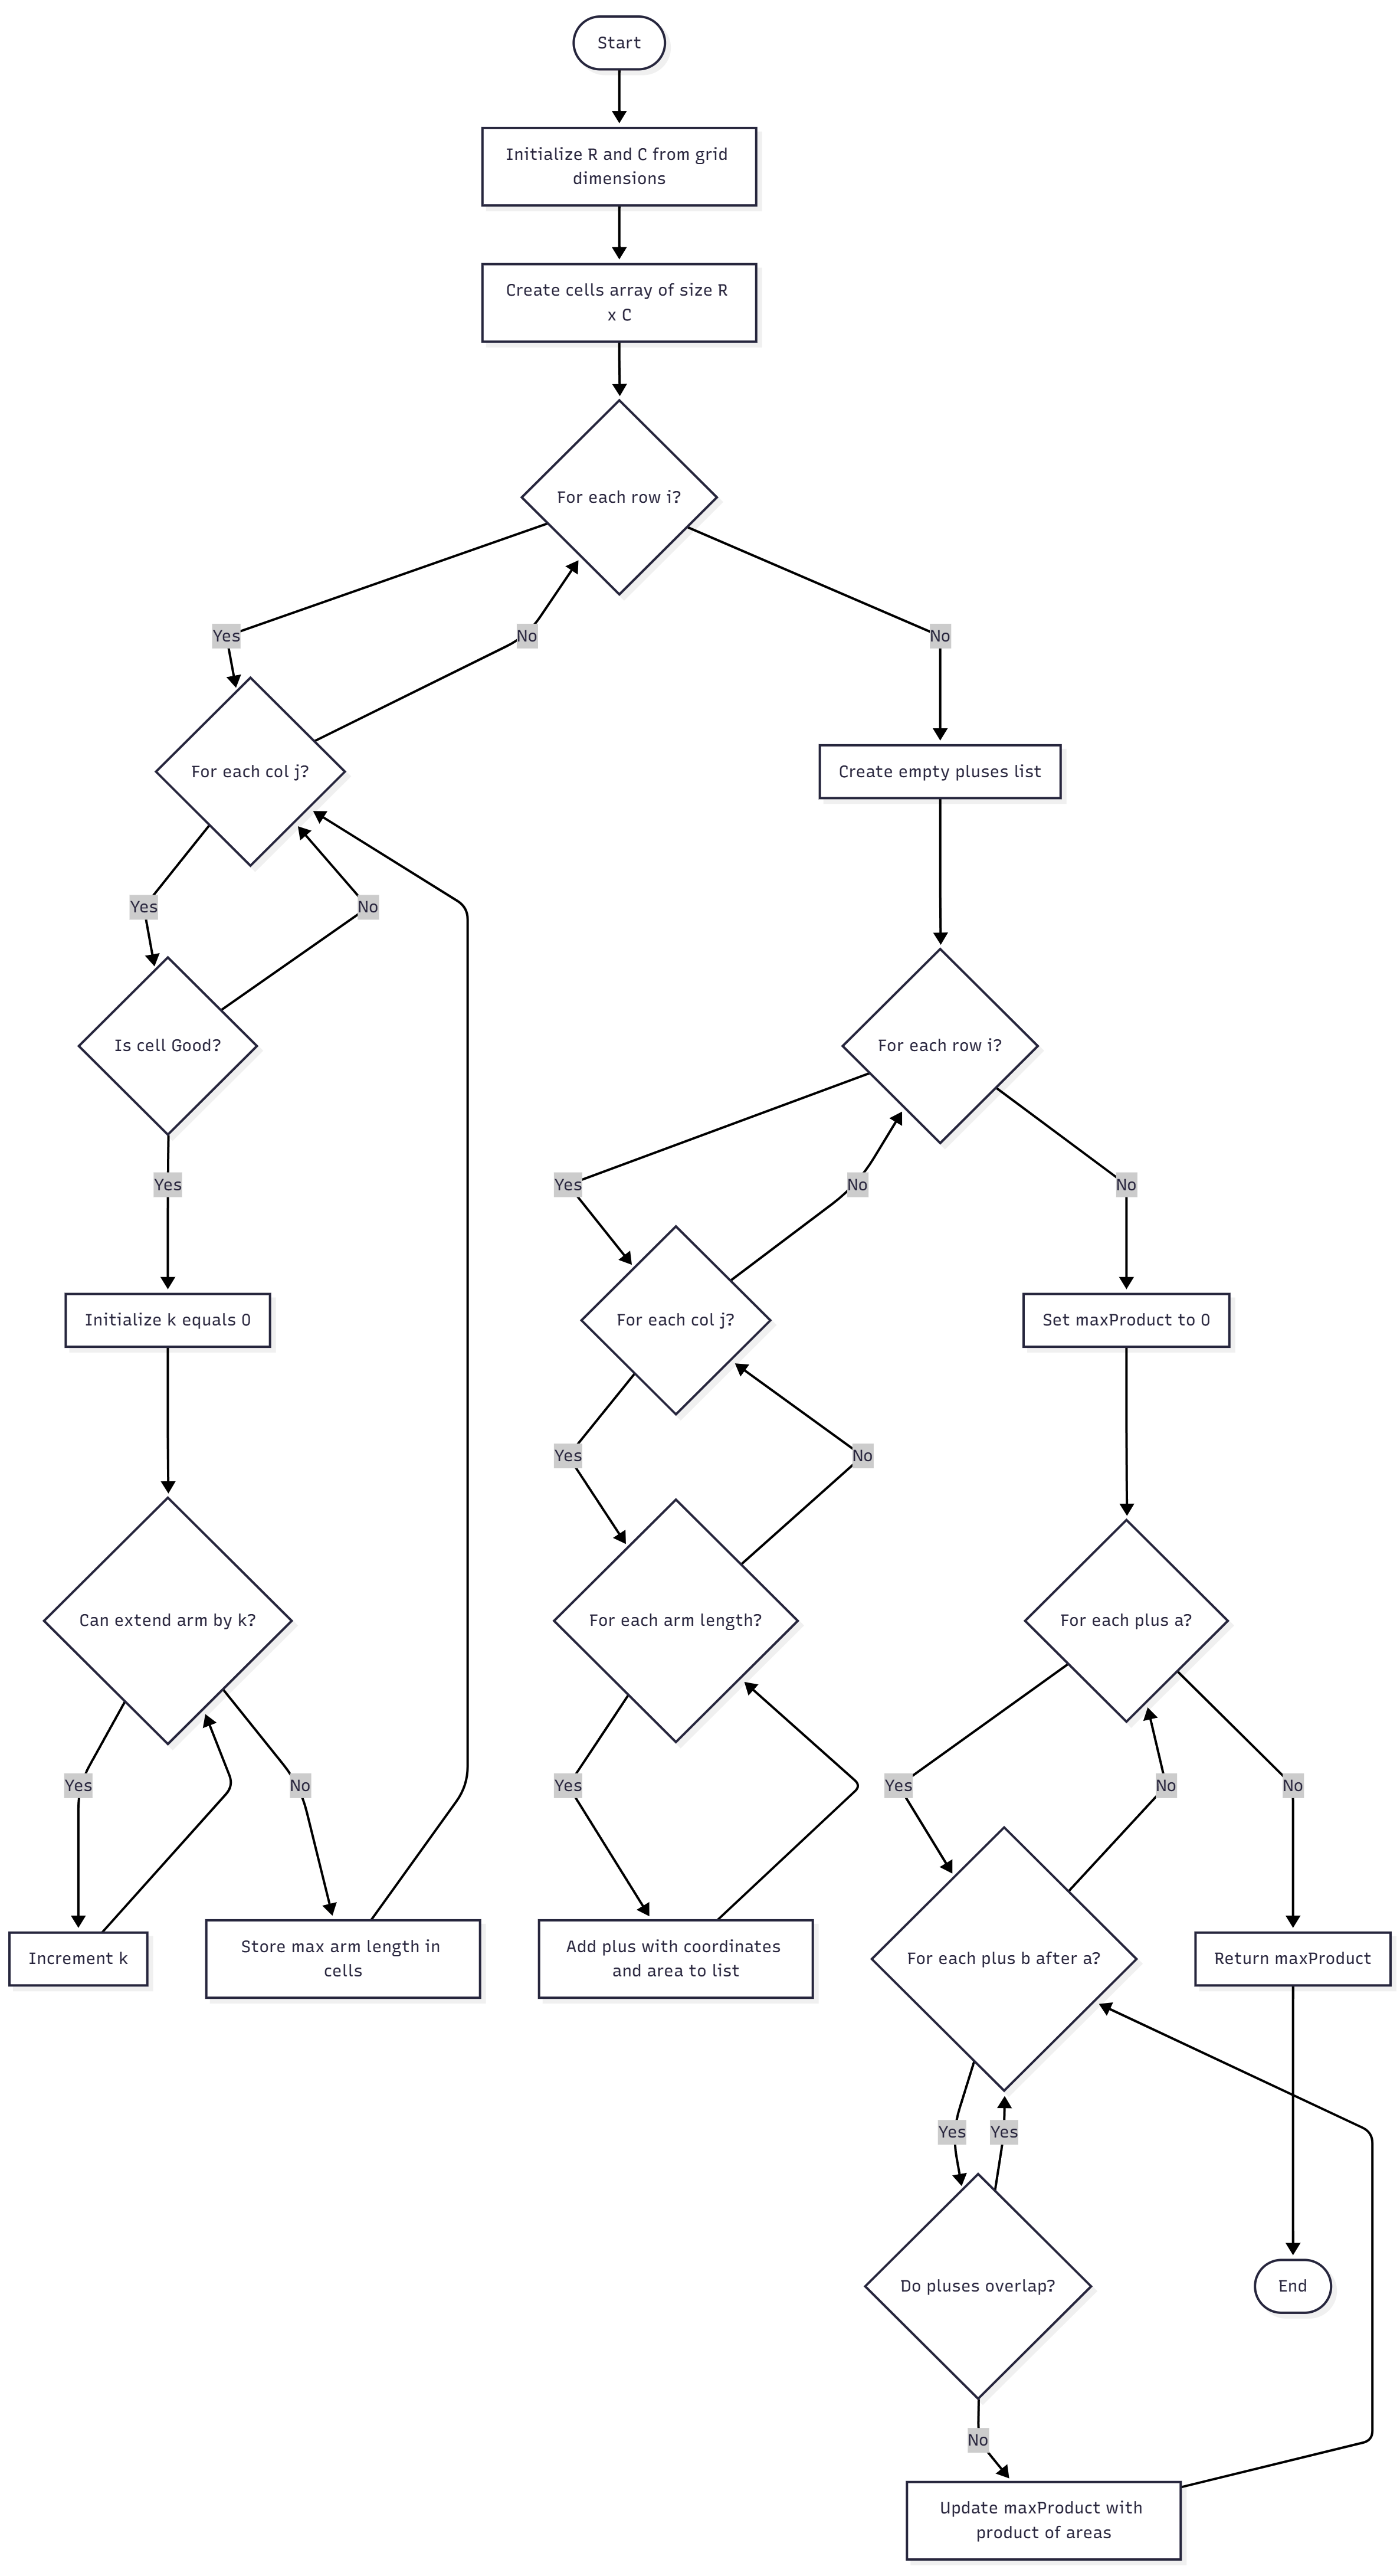 Start
Initialize R and C from grid
dimensions
Create cells array of size R
x C
For each row i?
Yes
No
No
For each col j?
Create empty pluses list
Yes
No
Is cell Good?
For each row i?
Yes
Yes
No
No
Initialize k equals 0
For each col j?
Set maxProduct to 0
Yes
No
Can extend arm by k?
For each arm length?
For each plus a?
Yes
No
Yes
Yes
No
No
Increment k
Store max arm length in
cells
Add plus with coordinates
and area to list
For each plus b after a?
Return maxProduct
Yes
Yes
Do pluses overlap?
End
No
Update maxProduct with
product of areas